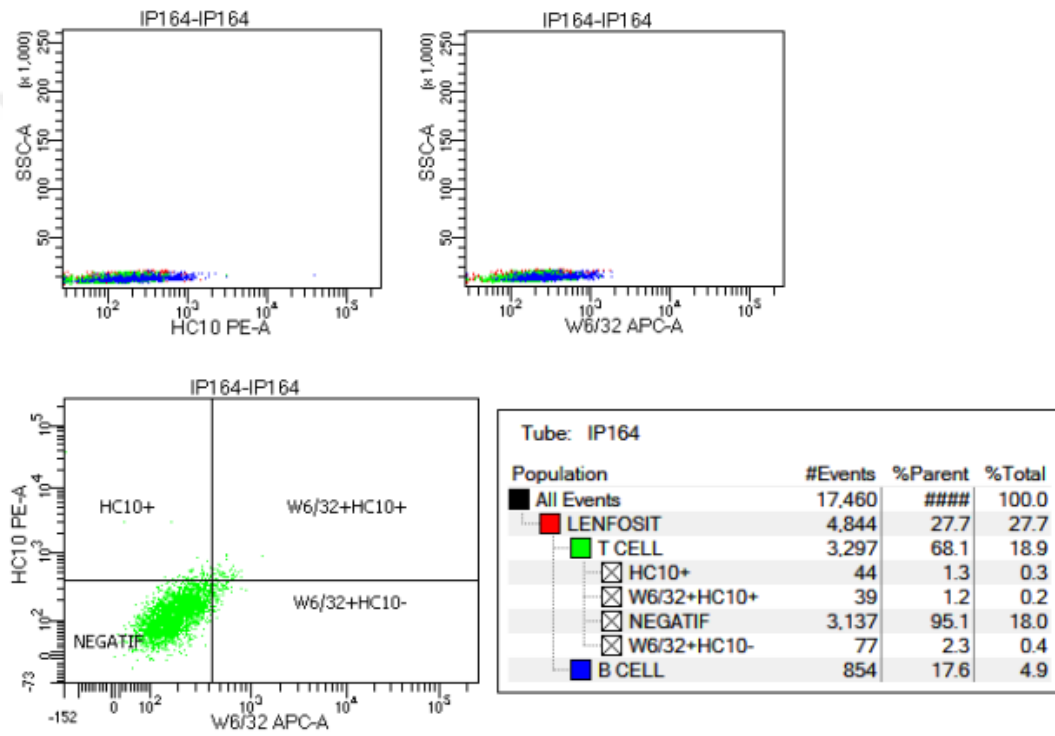 IP164-IP164
IP164-IP164
(x 1,000)
SSC-A
250
200
150
100
50
10² 10³ 10⁴ 10⁵
HC10 PE-A
(x 1,000)
SSC-A
250
200
150
100
50
10² 10³ 10⁴ 10⁵
W6/32 APC-A
IP164-IP164
HC10 PE-A
10⁵
10⁴
10³
10²
0
-73
HC10+
W6/32+HC10+
NEGATIF
W6/32+HC10-
-152 0 10² 10³ 10⁴ 10⁵
W6/32 APC-A
Tube: IP164
Population #Events %Parent %Total
All Events 17,460 #### 100.0
LENFOSIT 4,844 27.7 27.7
T CELL 3,297 68.1 18.9
HC10+ 44 1.3 0.3
W6/32+HC10+ 39 1.2 0.2
NEGATIF 3,137 95.1 18.0
W6/32+HC10- 77 2.3 0.4
B CELL 854 17.6 4.9